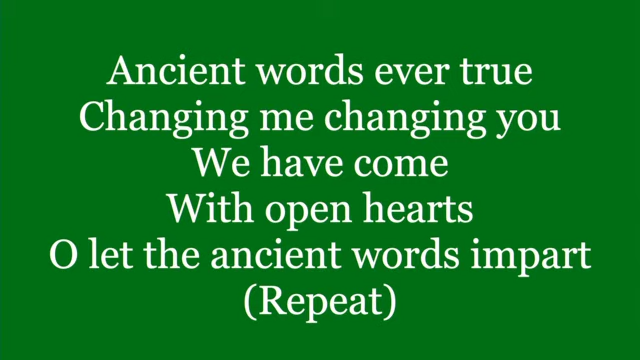 Ancient words ever true
Changing me changing you
We have come
With open hearts
O let the ancient words impart
(Repeat)